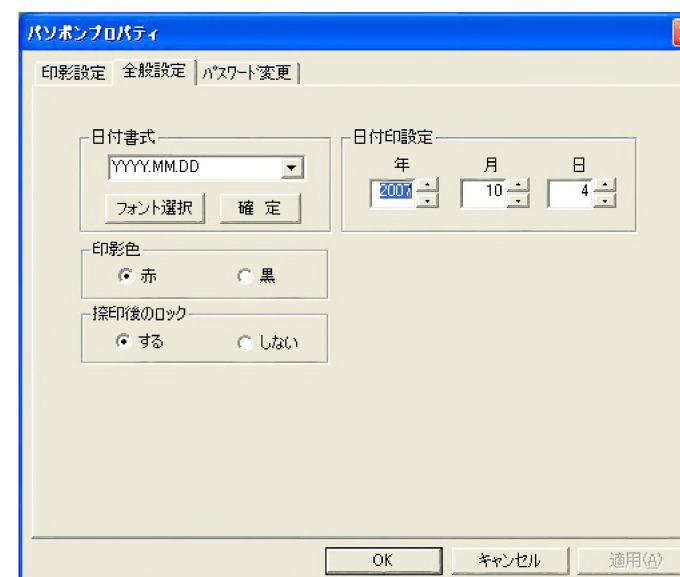 パソポンプロパティ
印影設定 全般設定 パスワード変更
日付書式
YYYY.MM.DD
フォント選択 確 定
日付印設定
年 月 日
2007 10 4
印影色
赤 黒
捺印後のロック
する しない
OK キャンセル 適用(A)